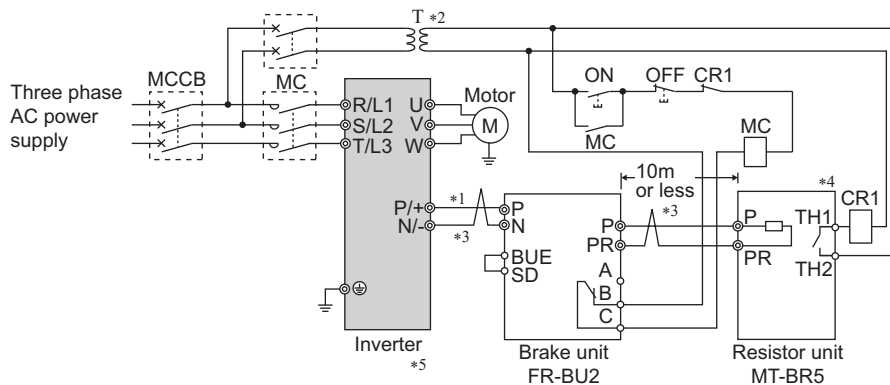 T *2
MCCB
MC
ON
OFF
CR1
Three phase
AC power
supply
R/L1
S/L2
T/L3
U
V
W
Motor
M
MC
MC
10m
or less
*4
P/+
N/-
*1
*3
P
N
BUE
SD
P
PR
A
B
C
*3
P
PR
TH1
TH2
CR1
Inverter
*5
Brake unit
FR-BU2
Resistor unit
MT-BR5